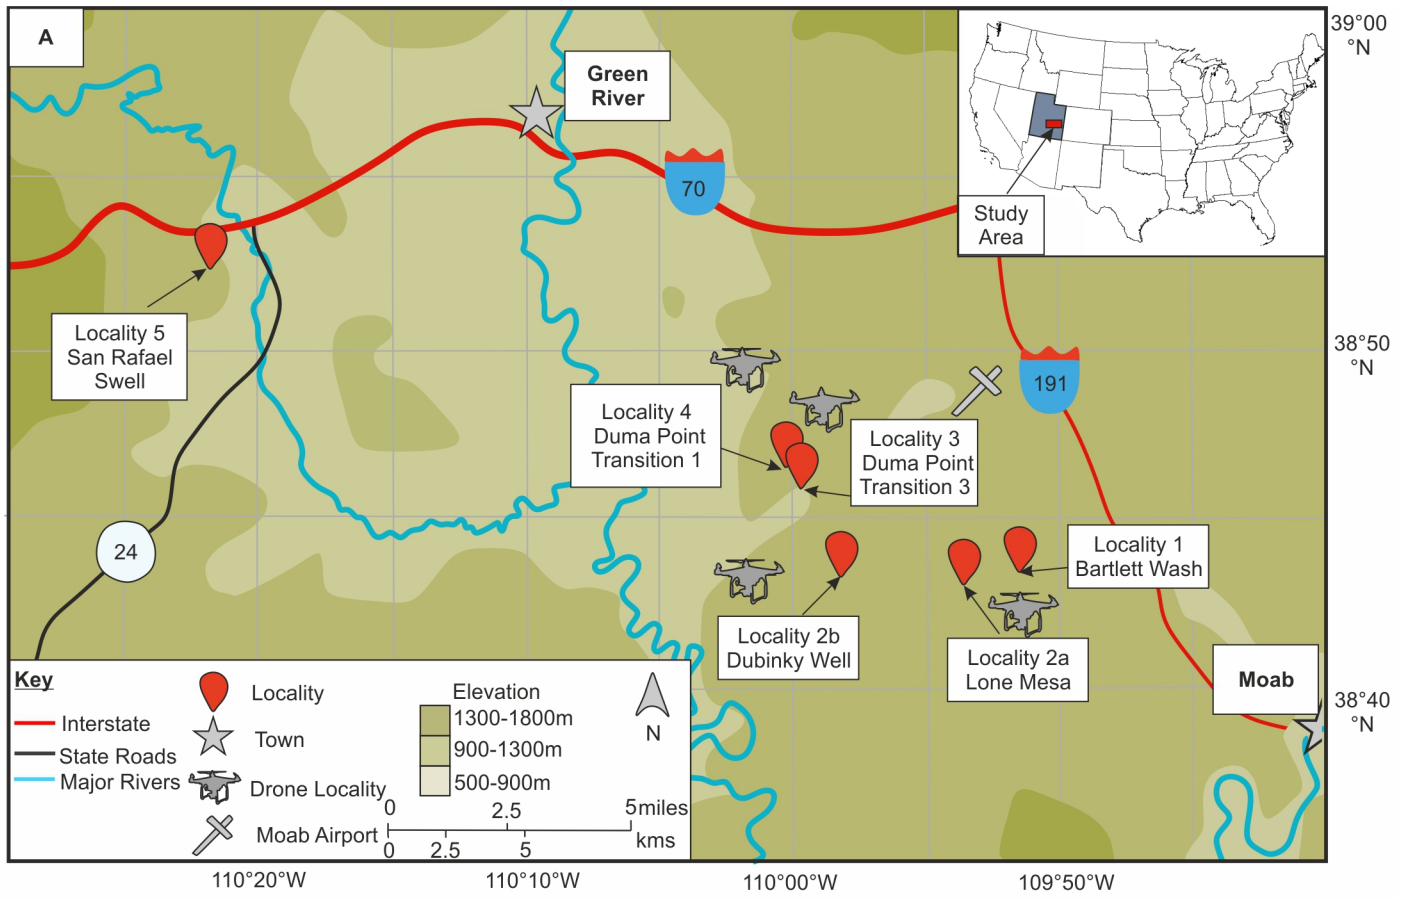 A
39°00
°N
Green
River
70
Study
Area
Locality 5
San Rafael
Swell
38°50
°N
191
Locality 4
Duma Point
Transition 1
Locality 3
Duma Point
Transition 3
24
Locality 1
Bartlett Wash
Locality 2b
Dubinky Well
Locality 2a
Lone Mesa
Moab
38°40
°N
Key
Interstate
State Roads
Major Rivers
Locality
Town
Drone Locality
Moab Airport
Elevation
1300-1800m
900-1300m
500-900m
N
0 2.5 5miles
kms
0 2.5 5
110°20°W
110°10°W
110°00°W
109°50°W